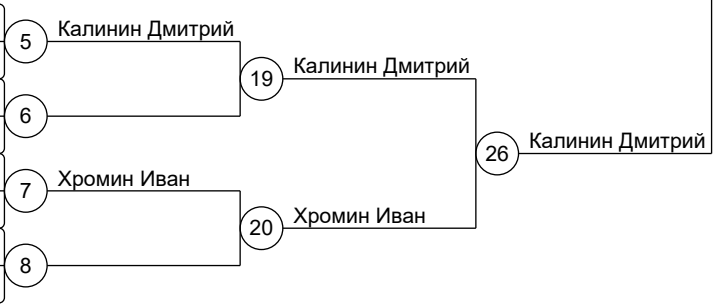 5 Калинин Дмитрий
19 Калинин Дмитрий
6
26 Калинин Дмитрий
7 Хромин Иван
20 Хромин Иван
8